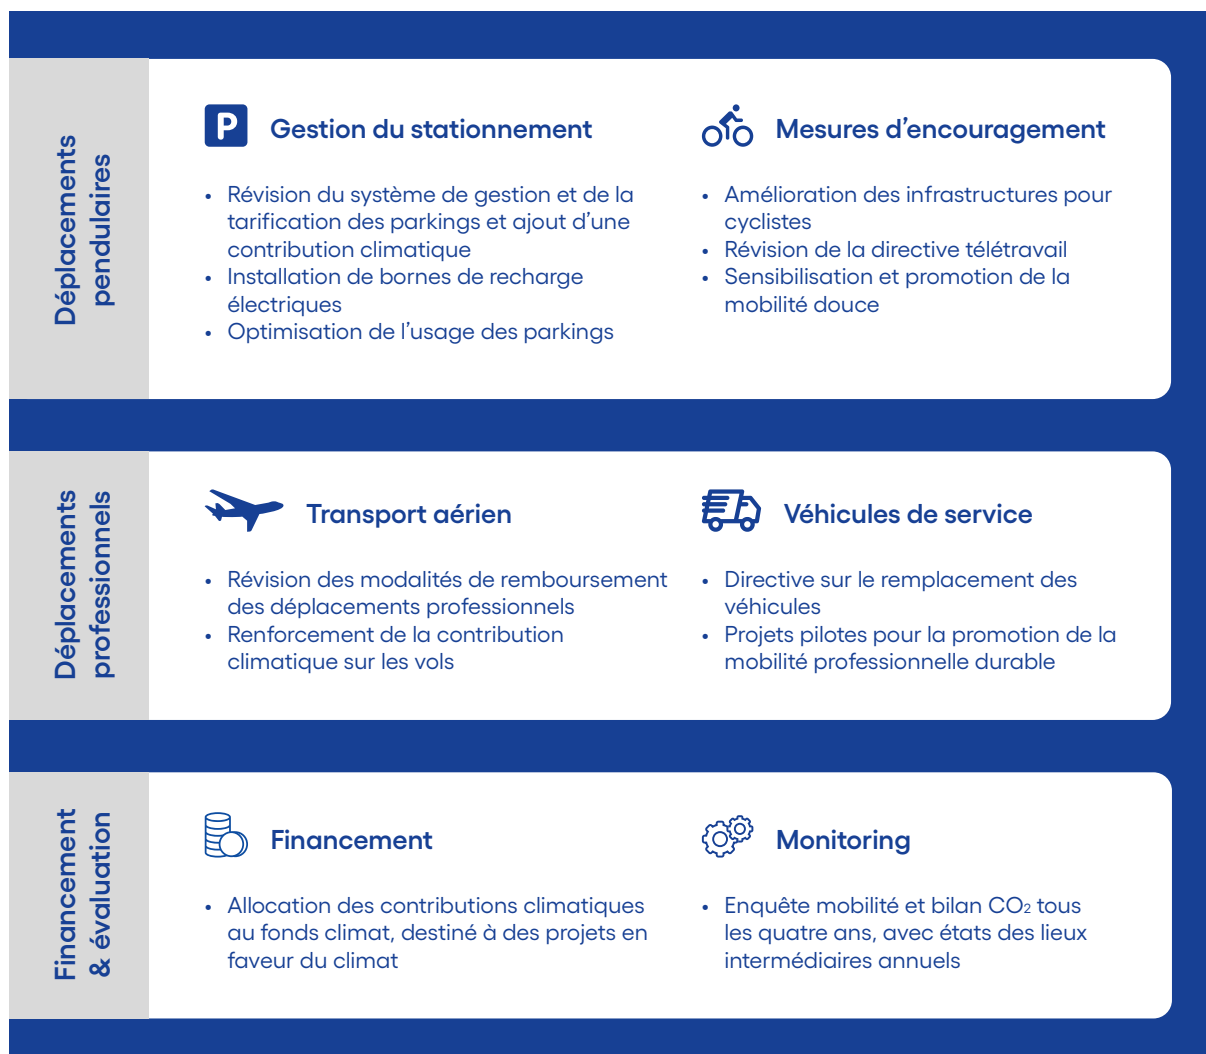 Déplacements
pendulaires
P
Gestion du stationnement
• Révision du système de gestion et de la
tarification des parkings et ajout d’une
contribution climatique
• Installation de bornes de recharge
électriques
• Optimisation de l’usage des parkings
Mesures d’encouragement
• Amélioration des infrastructures pour
cyclistes
• Révision de la directive télétravail
• Sensibilisation et promotion de la
mobilité douce
Déplacements
professionnels
Transport aérien
• Révision des modalités de remboursement
des déplacements professionnels
• Renforcement de la contribution
climatique sur les vols
Véhicules de service
• Directive sur le remplacement des
véhicules
• Projets pilotes pour la promotion de la
mobilité professionnelle durable
Financement
& évaluation
Financement
• Allocation des contributions climatiques
au fonds climat, destiné à des projets en
faveur du climat
Monitoring
• Enquête mobilité et bilan CO₂ tous
les quatre ans, avec états des lieux
intermédiaires annuels